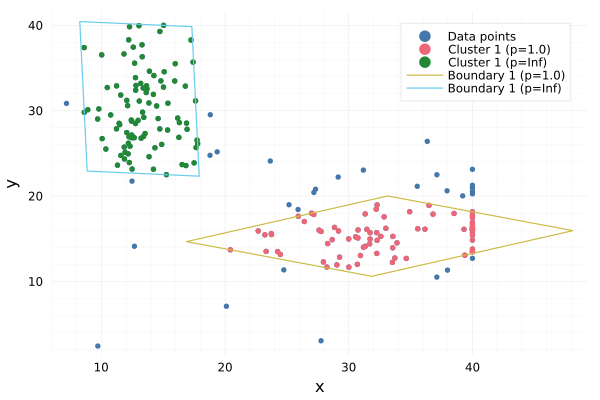 40
30
20
10
y
10
20
30
40
x
Data points
Cluster 1 (p=1.0)
Cluster 1 (p=Inf)
Boundary 1 (p=1.0)
Boundary 1 (p=Inf)